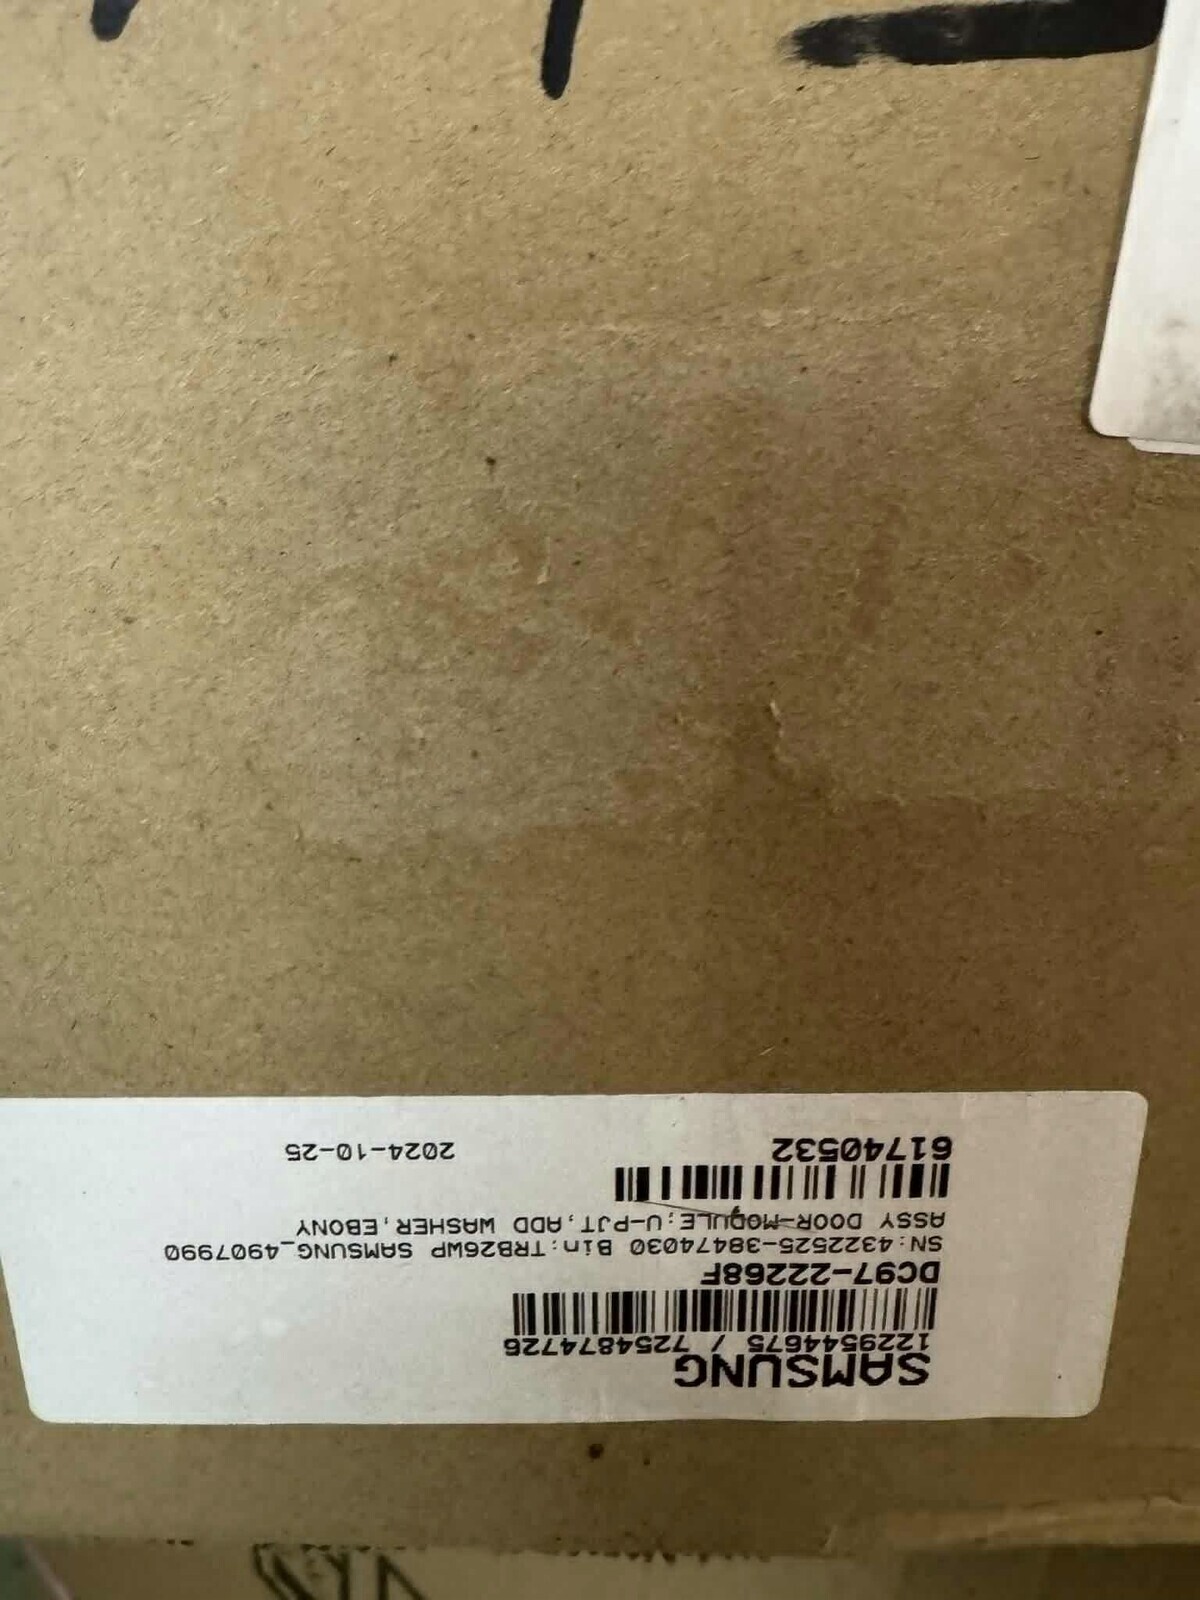 SAMSUNG
1229544675 / 7254874726
DC97-22268F
SN:4322525-38474030 Bin:TRB26WP SAMSUNG_4907990
ASSY DOOR-MODULE;U-PJT,ADD WASHER,EBONY
61740532 2024-10-25